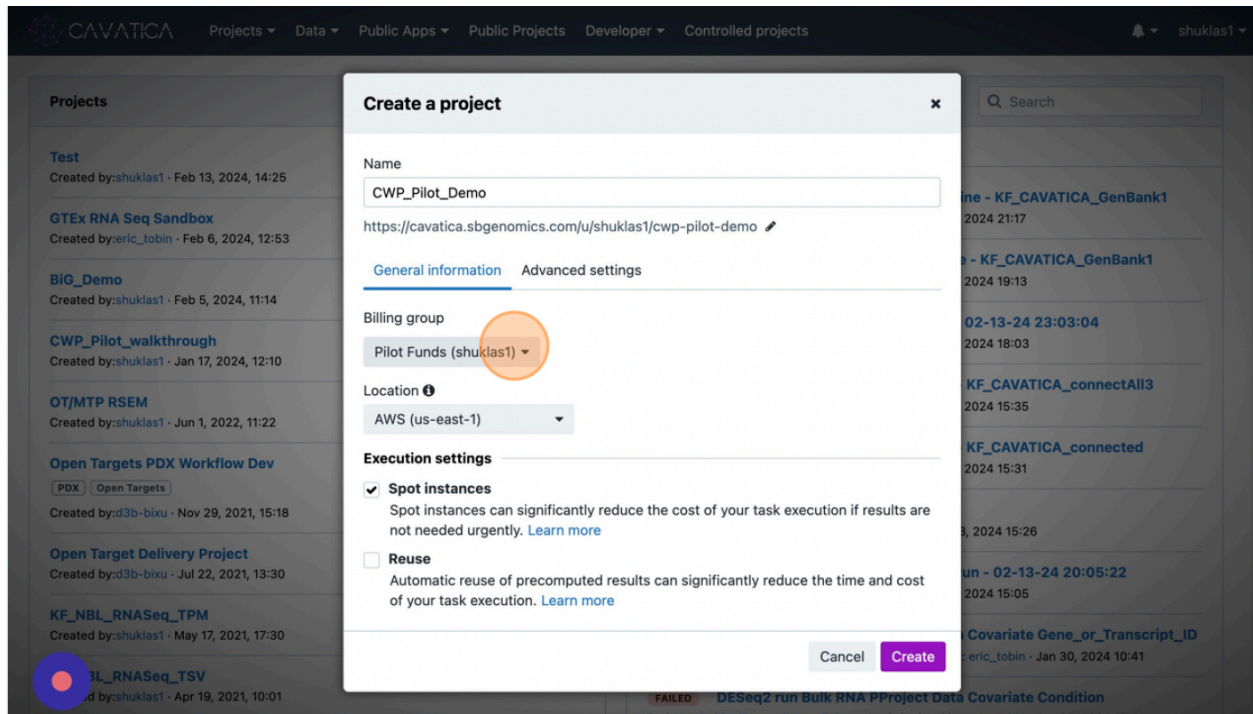 CAVATICA Projects Data Public Apps Public Projects Developer Controlled projects shuklas1
Projects
Test
Created by:shuklas1 · Feb 13, 2024, 14:25
GTEx RNA Seq Sandbox
Created by:eric_tobin · Feb 6, 2024, 12:53
BiG_Demo
Created by:shuklas1 · Feb 5, 2024, 11:14
CWP_Pilot_walkthrough
Created by:shuklas1 · Jan 17, 2024, 12:10
OT/MTP RSEM
Created by:shuklas1 · Jun 1, 2022, 11:22
Open Targets PDX Workflow Dev
PDX Open Targets
Created by:d3b-bixu · Nov 29, 2021, 15:18
Open Target Delivery Project
Created by:d3b-bixu · Jul 22, 2021, 13:30
KF_NBL_RNASeq_TPM
Created by:shuklas1 · May 17, 2021, 17:30
BL_RNASeq_TSV
d by:shuklas1 · Apr 19, 2021, 10:01
Create a project
Name
CWP_Pilot_Demo
https://cavatica.sbgenomics.com/u/shuklas1/cwp-pilot-demo
General information Advanced settings
Billing group
Pilot Funds (shuklas1)
Location
AWS (us-east-1)
Execution settings
Spot instances
Spot instances can significantly reduce the cost of your task execution if results are
not needed urgently. Learn more
Reuse
Automatic reuse of precomputed results can significantly reduce the time and cost
of your task execution. Learn more
Cancel Create
Search
ine - KF_CAVATICA_GenBank1
2024 21:17
e - KF_CAVATICA_GenBank1
2024 19:13
02-13-24 23:03:04
2024 18:03
KF_CAVATICA_connectAll3
2024 15:35
KF_CAVATICA_connected
2024 15:31
3, 2024 15:26
un - 02-13-24 20:05:22
2024 15:05
Covariate Gene_or_Transcript_ID
eric_tobin · Jan 30, 2024 10:41
FAILED DESeq2 run Bulk RNA PProject Data Covariate Condition